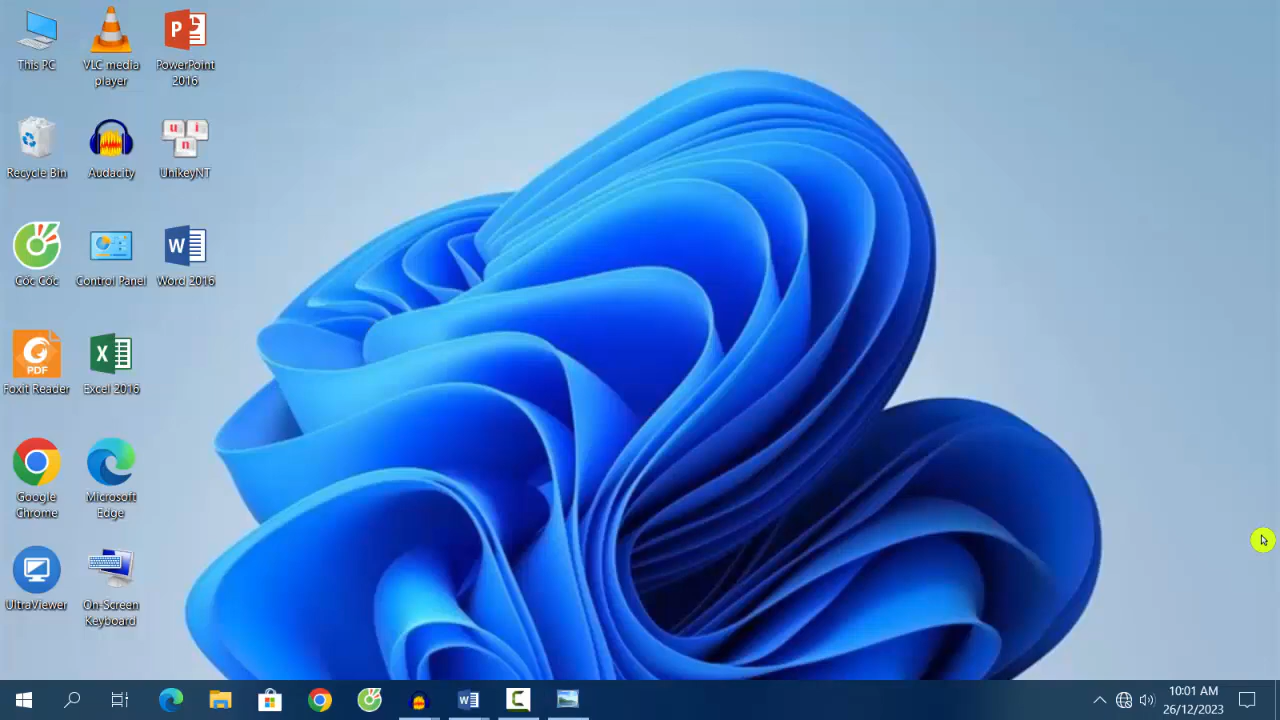 This PC
VLC media
player
PowerPoint
2016
Recycle Bin
Audacity
UnikeyNT
Cốc Cốc
Control Panel
Word 2016
PDF
Foxit Reader
Excel 2016
Google
Chrome
Microsoft
Edge
UltraViewer
On-Screen
Keyboard
10:01 AM
26/12/2023